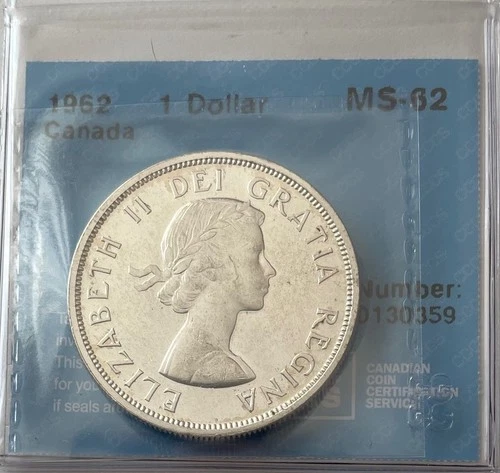 1962 1 Dollar MS-62
Canada
ELIZABETH II DEI GRATIA REGINA
Number:
0130359
This
for you
if seals
CANADIAN
COIN
CERTIFICATION
SERVICE